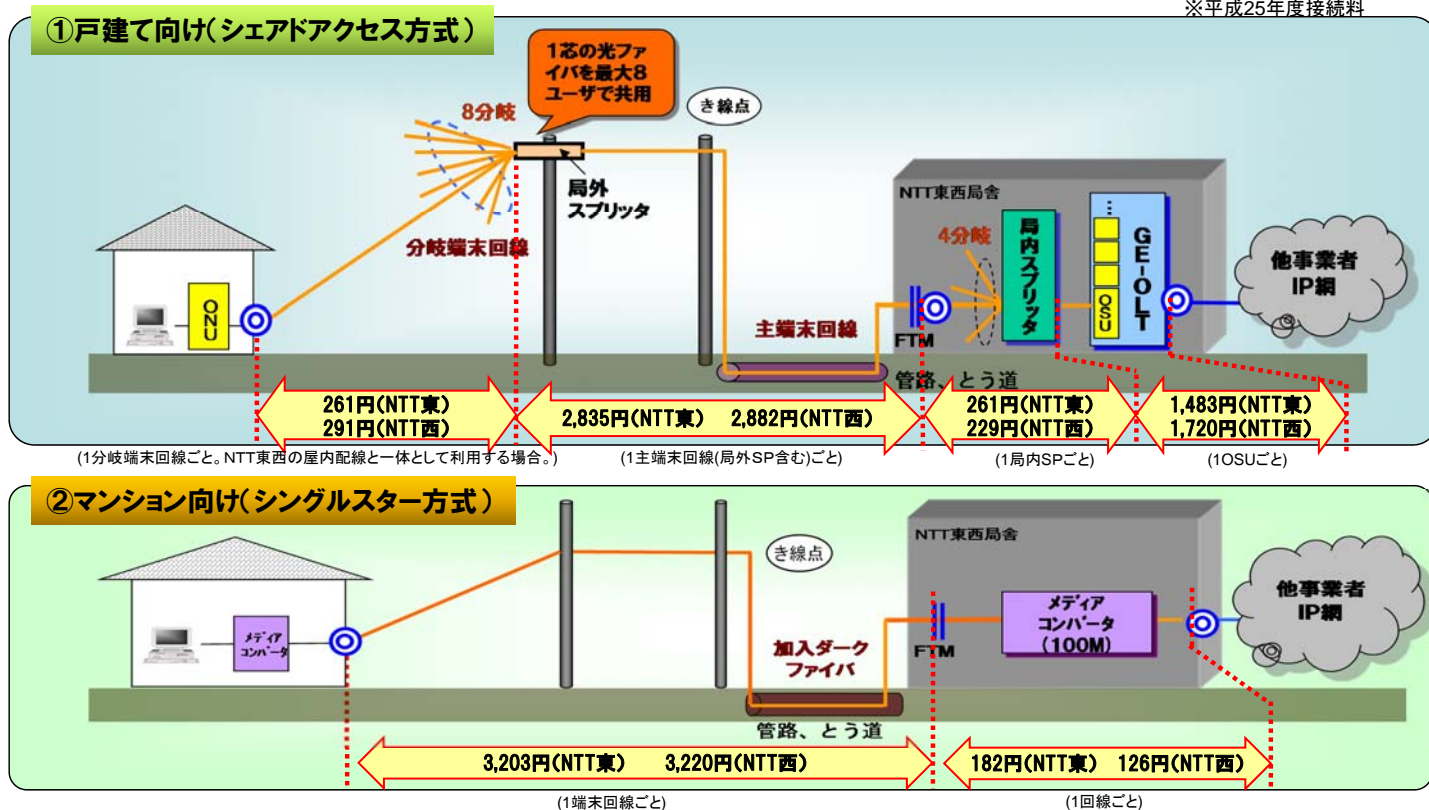 ※平成25年度接続料
①戸建て向け(シェアドアクセス方式)
1芯の光ファ
イバを最大8
ユーザで共用
き線点
8分岐
局外
スプリッタ
分岐端末回線
ONU
主端末回線
NTT東西局舎
4分岐
局内スプリッタ
…
OSU
GE-OLT
FTM
管路、とう道
他事業者
IP網
261円(NTT東)
291円(NTT西)
2,835円(NTT東) 2,882円(NTT西)
261円(NTT東)
229円(NTT西)
1,483円(NTT東)
1,720円(NTT西)
(1分岐端末回線ごと。NTT東西の屋内配線と一体として利用する場合。)
(1主端末回線(局外SP含む)ごと)
(1局内SPごと)
(1OSUごと)
②マンション向け(シングルスター方式)
き線点
NTT東西局舎
メディア
コンバータ
加入ダーク
ファイバ
FTM
メディア
コンバータ
(100M)
他事業者
IP網
管路、とう道
3,203円(NTT東) 3,220円(NTT西)
182円(NTT東) 126円(NTT西)
(1端末回線ごと)
(1回線ごと)